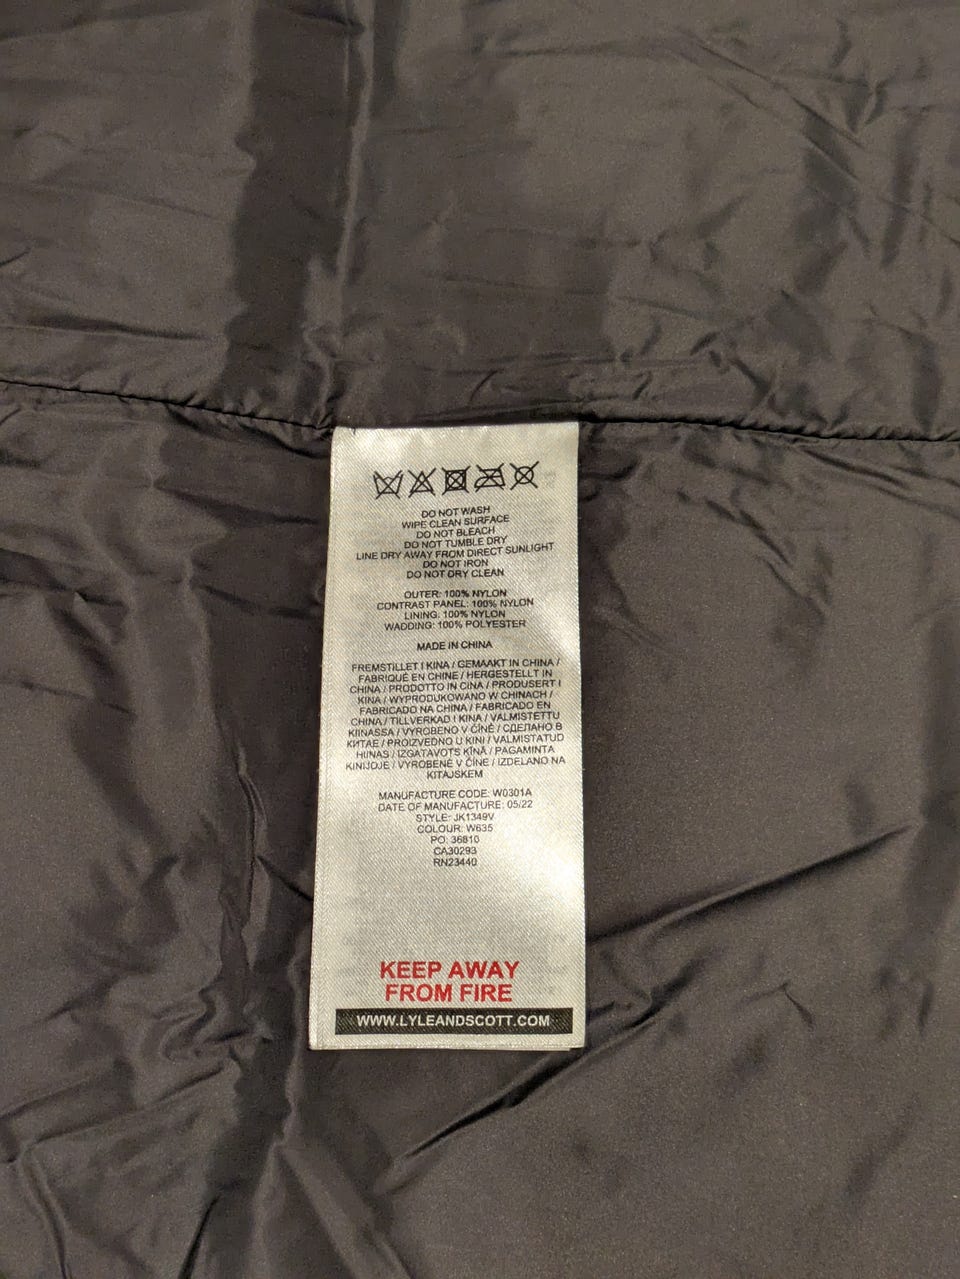 DO NOT WASH
WIPE CLEAN SURFACE
DO NOT BLEACH
DO NOT TUMBLE DRY
LINE DRY AWAY FROM DIRECT SUNLIGHT
DO NOT IRON
DO NOT DRY CLEAN
OUTER: 100% NYLON
CONTRAST PANEL: 100% NYLON
LINING: 100% NYLON
WADDING: 100% POLYESTER
MADE IN CHINA
FREMSTILLET I KINA / GEMAAKT IN CHINA /
FABRIQUÉ EN CHINE / HERGESTELLT IN
CHINA / PRODOTTO IN CINA / PRODUSERT I
KINA / WYPRODUKOWANO W CHINACH /
FABRICADO NA CHINA / FABRICADO EN
CHINA / TILLVERKAD I KINA / VALMISTETTU
KIINASSA / VYROBENO V ČÍNĚ / СДЕЛАНО В
КИТАЕ / PROIZVEDNO U KINI / VALMISTATUD
HIINAS / IZGATAVOTS ĶĪNĀ / PAGAMINTA
KINIJOJE / VYROBENÉ V ČÍNE / IZDELANO NA
KITAJSKEM
MANUFACTURE CODE: W0301A
DATE OF MANUFACTURE: 05/22
STYLE: JK1349V
COLOUR: W635
PO: 36810
CA30293
RN23440
KEEP AWAY
FROM FIRE
WWW.LYLEANDSCOTT.COM